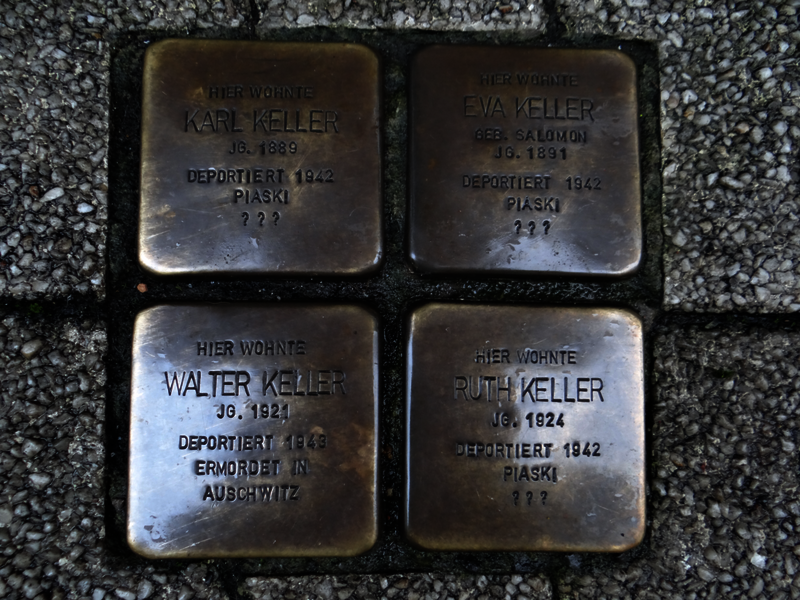 HIER WOHNTE
KARL KELLER
JG. 1889
DEPORTIERT 1942
PIASKI
? ? ?
HIER WOHNTE
EVA KELLER
GEB. SALOMON
JG. 1891
DEPORTIERT 1942
PIASKI
? ? ?
HIER WOHNTE
WALTER KELLER
JG. 1921
DEPORTIERT 1943
ERMORDET IN
AUSCHWITZ
HIER WOHNTE
RUTH KELLER
JG. 1924
DEPORTIERT 1942
PIASKI
? ? ?